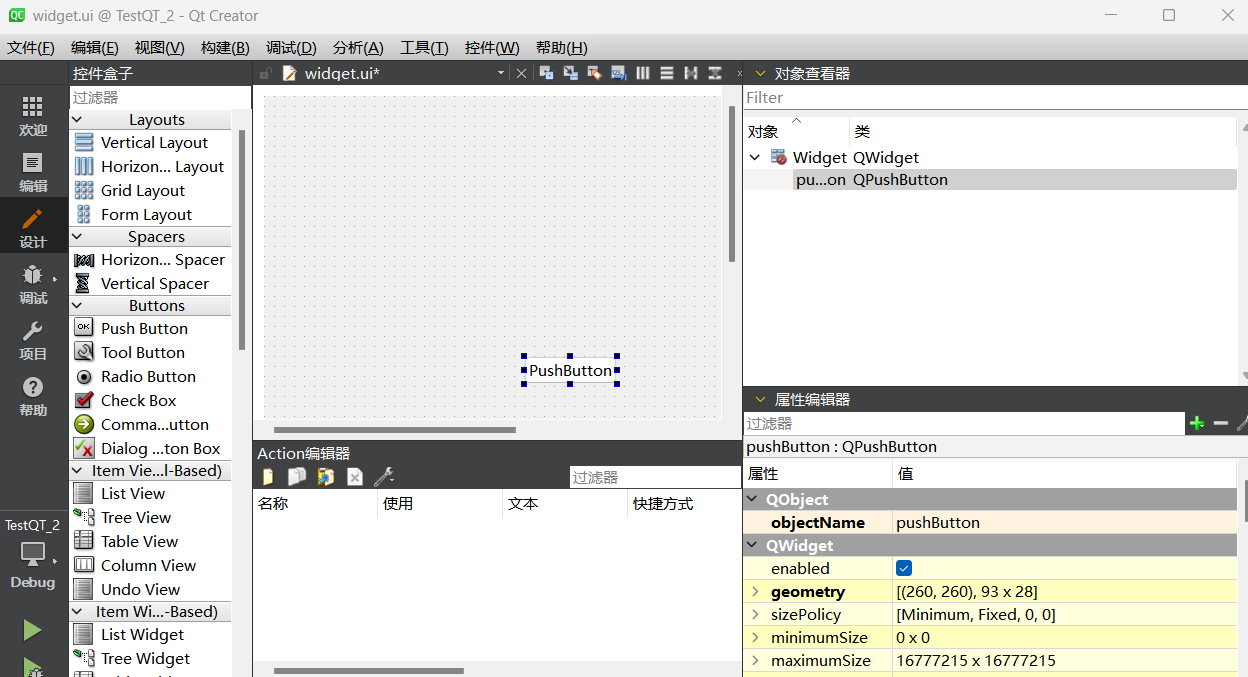 QC widget.ui @ TestQT_2 - Qt Creator
文件(F) 编辑(E) 视图(V) 构建(B) 调试(D) 分析(A) 工具(T) 控件(W) 帮助(H)
欢迎
编辑
设计
调试
项目
帮助
TestQT_2
Debug
控件盒子
过滤器
Layouts
Vertical Layout
Horizon... Layout
Grid Layout
Form Layout
Spacers
Horizon... Spacer
Vertical Spacer
Buttons
OK Push Button
Tool Button
Radio Button
Check Box
Comma...utton
Dialog ...ton Box
Item Vie...l-Based)
List View
Tree View
Table View
Column View
Undo View
Item Wi...-Based)
List Widget
Tree Widget
widget.ui*
PushButton
Action编辑器
过滤器
名称 使用 文本 快捷方式
对象查看器
Filter
对象 类
Widget QWidget
pu...on QPushButton
属性编辑器
过滤器
pushButton : QPushButton
属性 值
QObject
objectName pushButton
QWidget
enabled
geometry [(260, 260), 93 x 28]
sizePolicy [Minimum, Fixed, 0, 0]
minimumSize 0 x 0
maximumSize 16777215 x 16777215